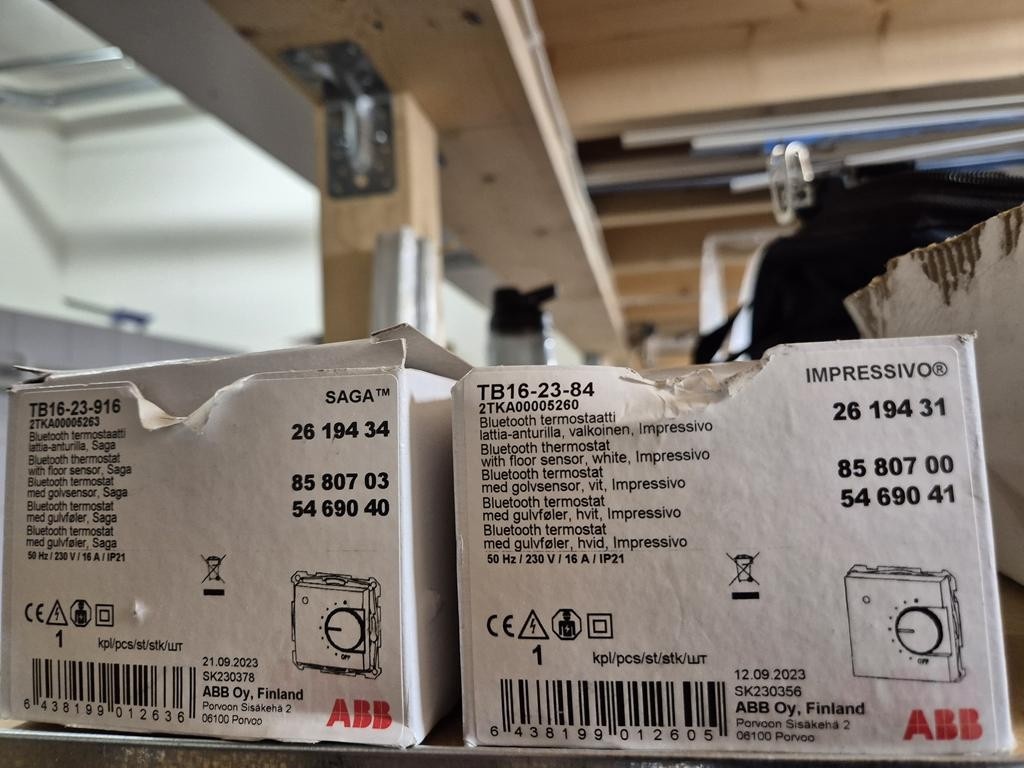 TB16-23-916
SAGA™
2TKA00005263
Bluetooth termostaatti
lattia-anturilla, Saga
Bluetooth thermostat
with floor sensor, Saga
Bluetooth termostat
med golvsensor, Saga
Bluetooth termostat
med gulvføler, Saga
50 Hz / 230 V / 16 A / IP21
26 194 34
85 807 03
54 690 40
CE
1
kpl/pcs/st/stk/шт
OFF
6 438199 012636
21.09.2023
SK230378
ABB Oy, Finland
Porvoon Sisäkehä 2
06100 Porvoo
ABB
TB16-23-84
IMPRESSIVO®
2TKA00005260
Bluetooth termostaatti
lattia-anturilla, valkoinen, Impressivo
Bluetooth thermostat
with floor sensor, white, Impressivo
Bluetooth termostat
med golvsensor, vit, Impressivo
Bluetooth termostat
med gulvføler, hvit, Impressivo
Bluetooth termostat
med gulvføler, hvid, Impressivo
50 Hz / 230 V / 16 A / IP21
26 194 31
85 807 00
54 690 41
CE
1
kpl/pcs/st/stk/шт
OFF
6 438199 012605
12.09.2023
SK230356
ABB Oy, Finland
Porvoon Sisäkehä 2
06100 Porvoo
ABB